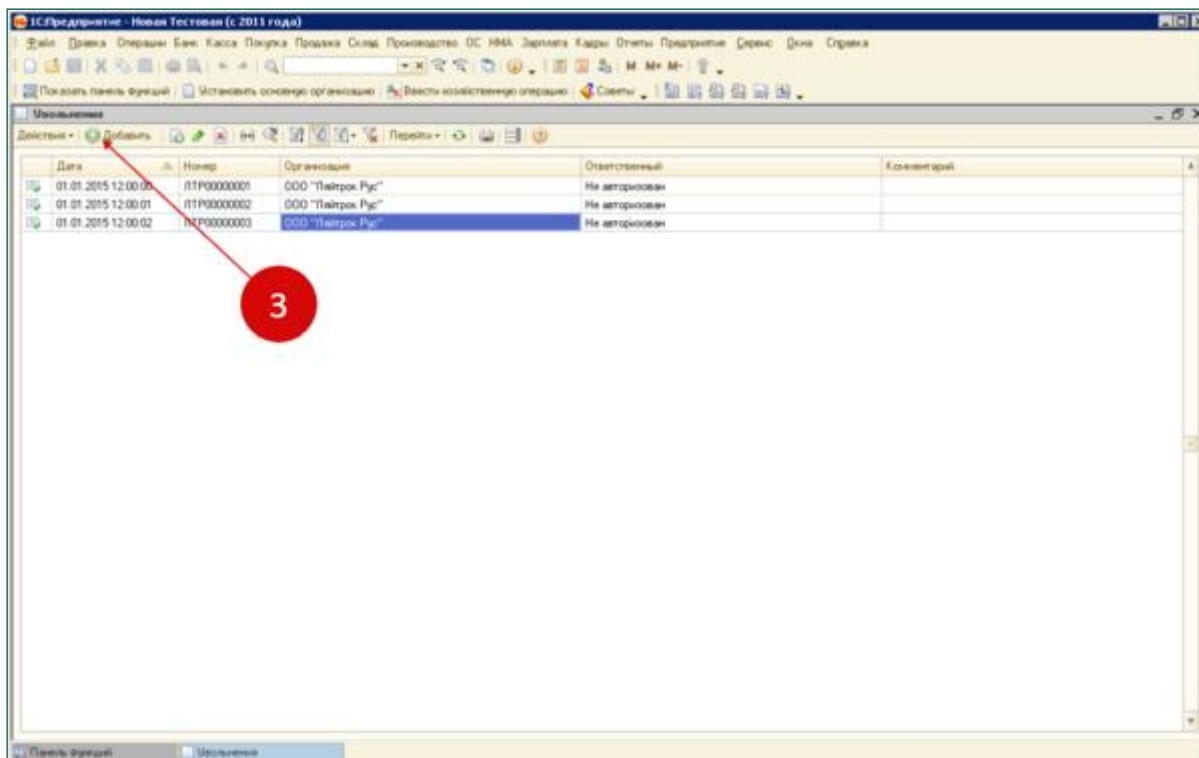 1С:Предприятие - Новая Тестовая (с 2011 года)
Файл Правка Операции Банк Касса Покупка Продажа Склад Производство ОС НМА Зарплата Кадры Отчеты Предприятие Сервис Окна Справка
M M+ M-
Показать панель функций Установить основную организацию Ввести хозяйственную операцию Советы
Увольнения
Действия Добавить Перейти
Дата Номер Организация Ответственный Комментарий
01.01.2015 12:00:00 ЛТР00000001 ООО "Лайтрок Рус" Не авторизован
01.01.2015 12:00:01 ЛТР00000002 ООО "Лайтрок Рус" Не авторизован
01.01.2015 12:00:02 ЛТР00000003 ООО "Лайтрок Рус" Не авторизован
3
Панель функций Увольнения